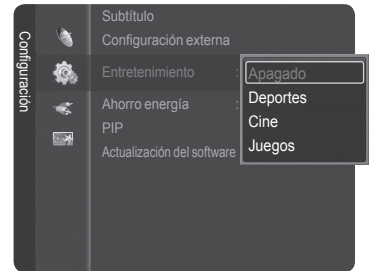 Configuración
Subtítulo
Configuración externa
Entretenimiento :
Apagado
Deportes
Cine
Juegos
Ahorro energía :
PIP
Actualización del software